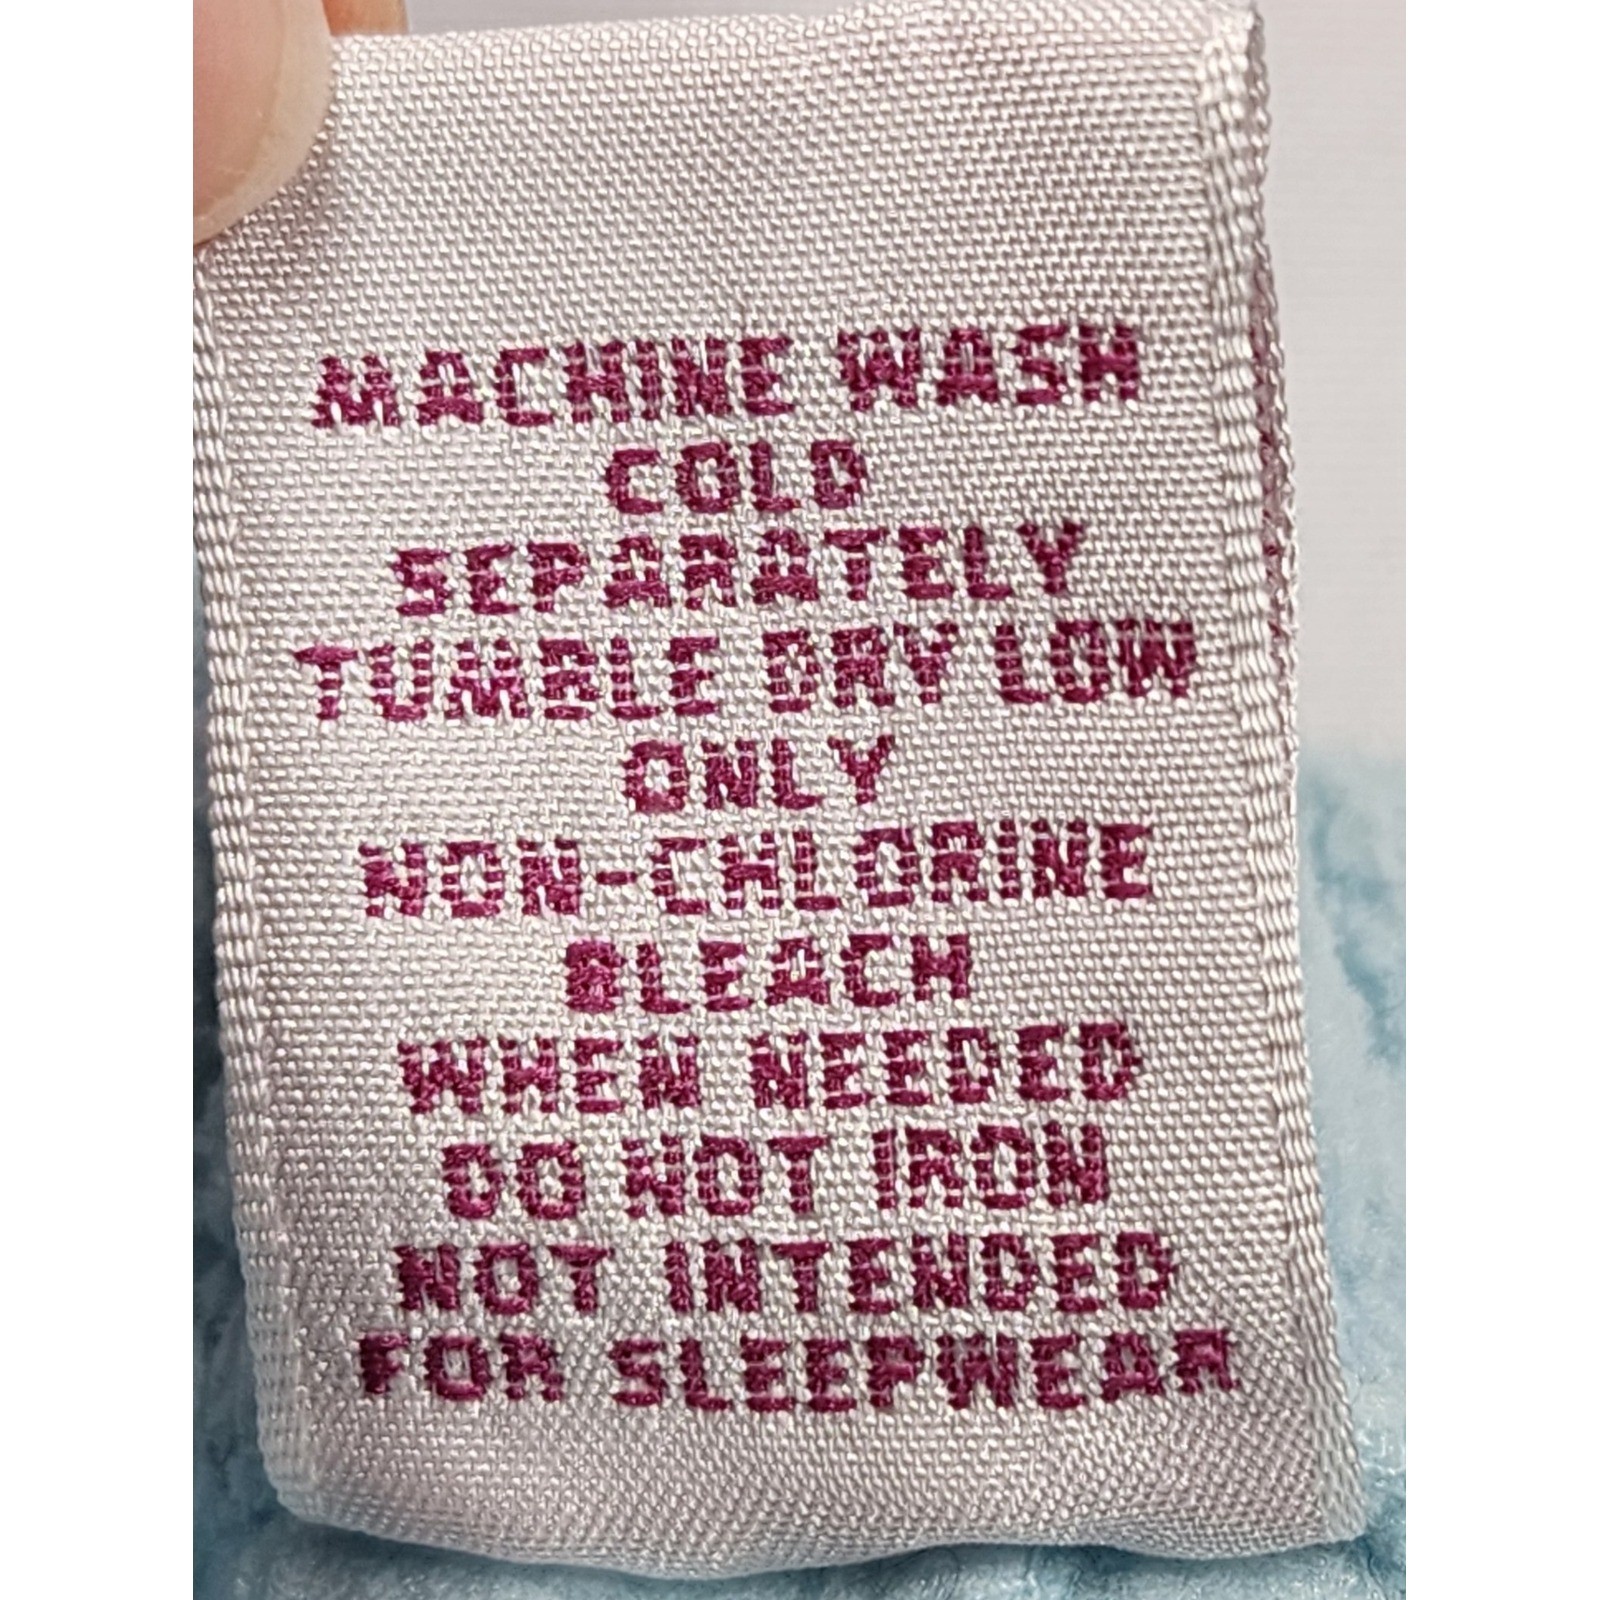 MACHINE WASH
COLD
SEPARATELY
TUMBLE DRY LOW
ONLY
NON-CHLORINE
BLEACH
WHEN NEEDED
DO NOT IRON
NOT INTENDED
FOR SLEEPWEAR